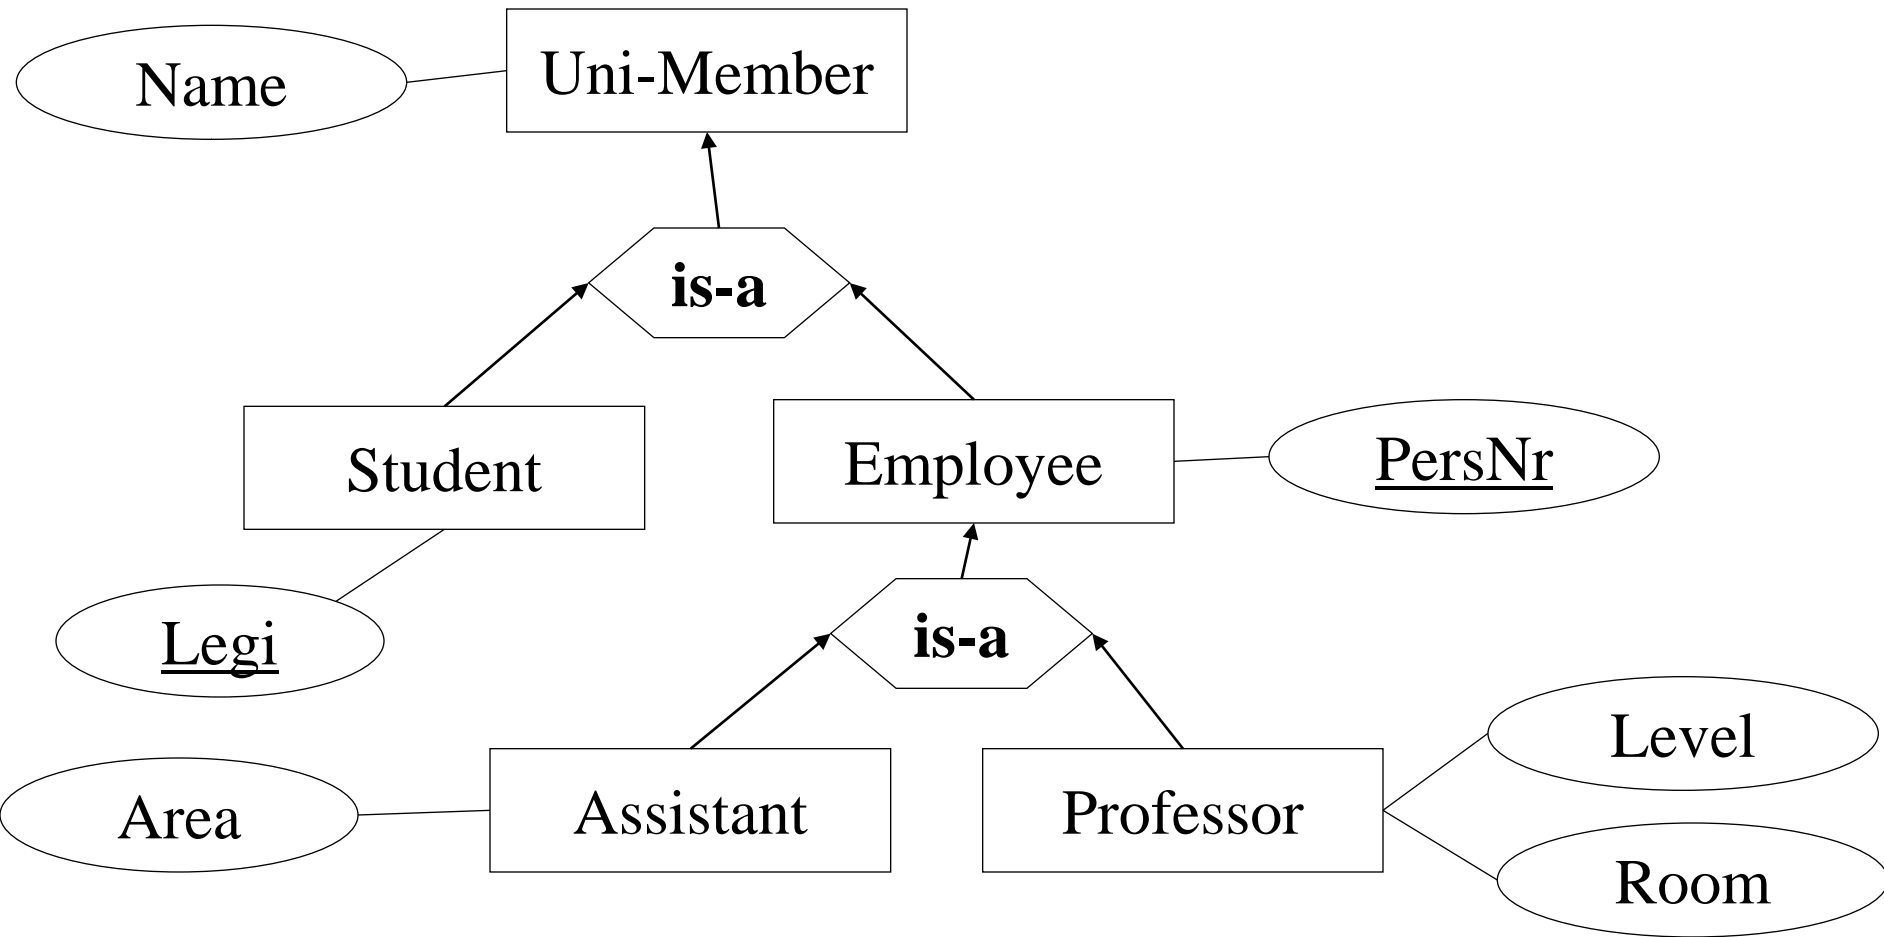 Name
Uni-Member
is-a
Student
Employee
PersNr
Legi
is-a
Area
Assistant
Professor
Level
Room